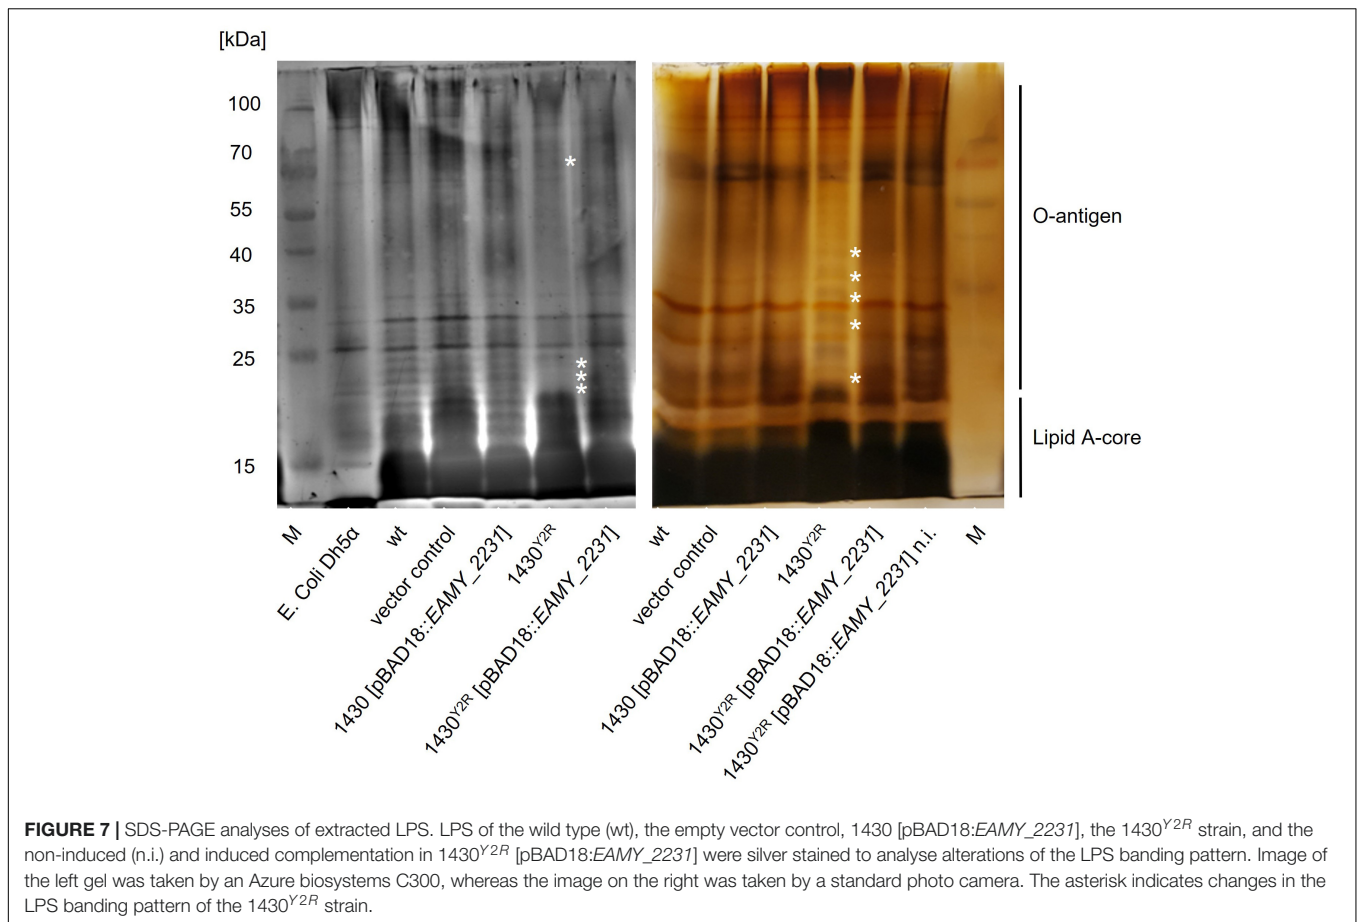 [kDa]
100
70
55
40
35
25
15
*
*
*
*
*
*
*
*
*
O-antigen
Lipid A-core
M
E. Coli Dh5α
wt
vector control
1430 [pBAD18::EAMY_2231]
1430Y2R
1430Y2R [pBAD18::EAMY_2231]
wt
vector control
1430 [pBAD18::EAMY_2231]
1430Y2R
1430Y2R [pBAD18::EAMY_2231]
1430Y2R [pBAD18::EAMY_2231] n.i.
M
FIGURE 7 | SDS-PAGE analyses of extracted LPS. LPS of the wild type (wt), the empty vector control, 1430 [pBAD18:EAMY_2231], the 1430Y2R strain, and the
non-induced (n.i.) and induced complementation in 1430Y2R [pBAD18:EAMY_2231] were silver stained to analyse alterations of the LPS banding pattern. Image of
the left gel was taken by an Azure biosystems C300, whereas the image on the right was taken by a standard photo camera. The asterisk indicates changes in the
LPS banding pattern of the 1430Y2R strain.